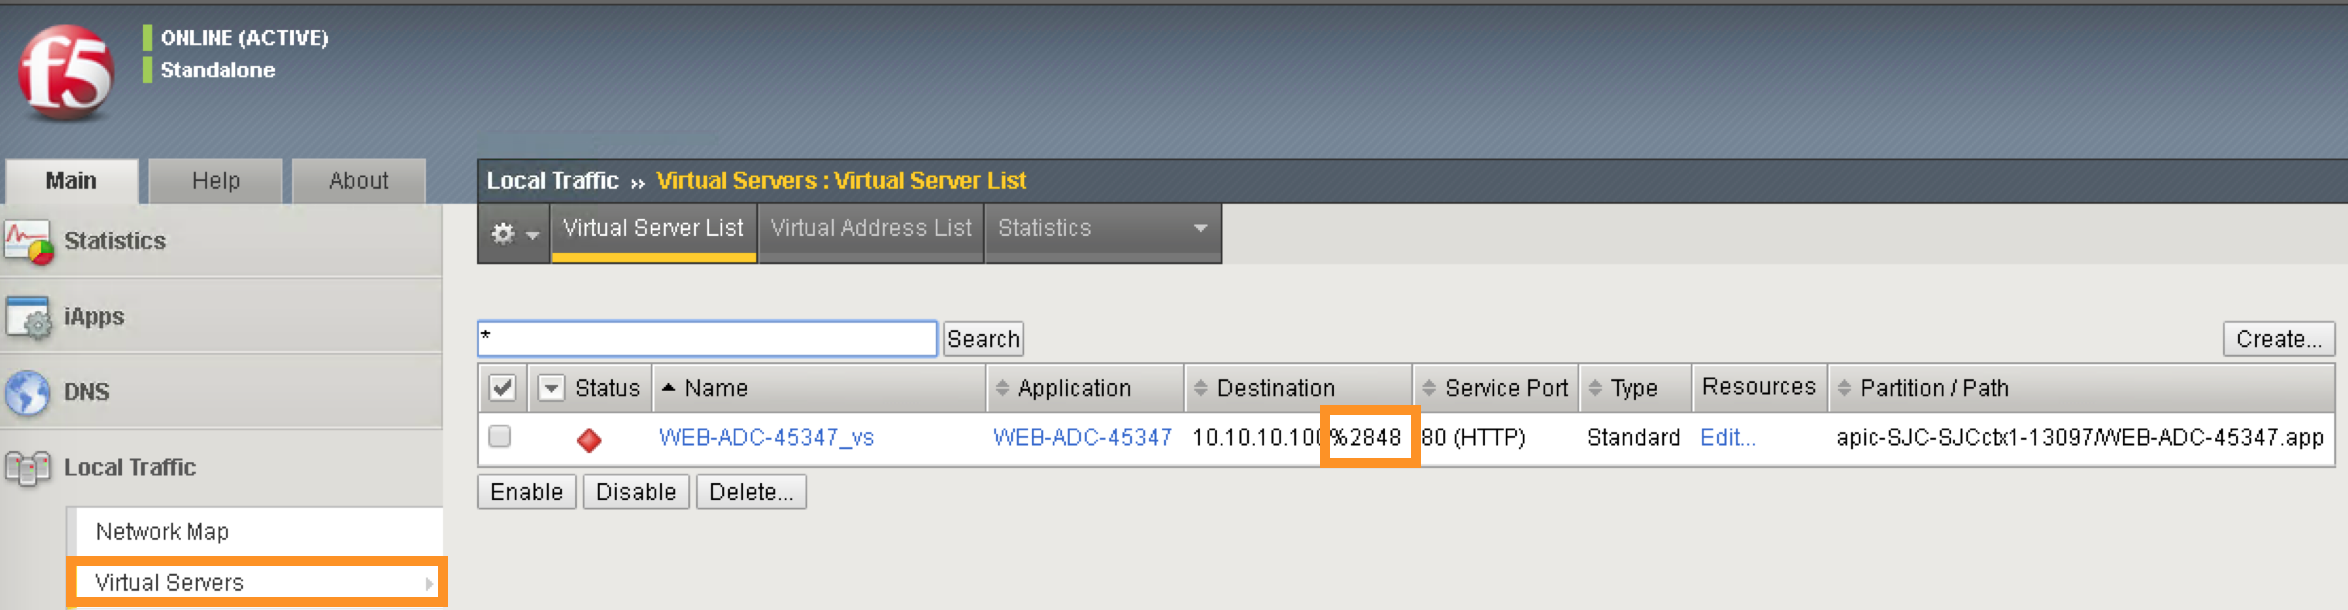 f5
ONLINE (ACTIVE)
Standalone
Main Help About
Local Traffic ›› Virtual Servers : Virtual Server List
Virtual Server List Virtual Address List Statistics
Statistics
iApps
DNS
Local Traffic
Network Map
Virtual Servers
* Search Create...
Status Name Application Destination Service Port Type Resources Partition / Path
WEB-ADC-45347_vs WEB-ADC-45347 10.10.10.100%2848 80 (HTTP) Standard Edit... apic-SJC-SJCctx1-13097/WEB-ADC-45347.app
Enable Disable Delete...